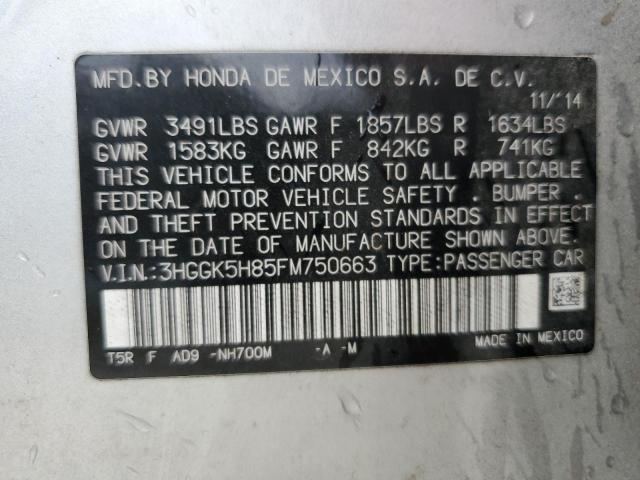 MFD. BY HONDA DE MEXICO S.A. DE C.V.
11/'14
GVWR 3491LBS GAWR F 1857LBS R 1634LBS
GVWR 1583KG GAWR F 842KG R 741KG
THIS VEHICLE CONFORMS TO ALL APPLICABLE
FEDERAL MOTOR VEHICLE SAFETY . BUMPER .
AND THEFT PREVENTION STANDARDS IN EFFECT
ON THE DATE OF MANUFACTURE SHOWN ABOVE.
V.I.N.:3HGGK5H85FM750663 TYPE:PASSENGER CAR
T5R F AD9 -NH700M -A -M MADE IN MEXICO